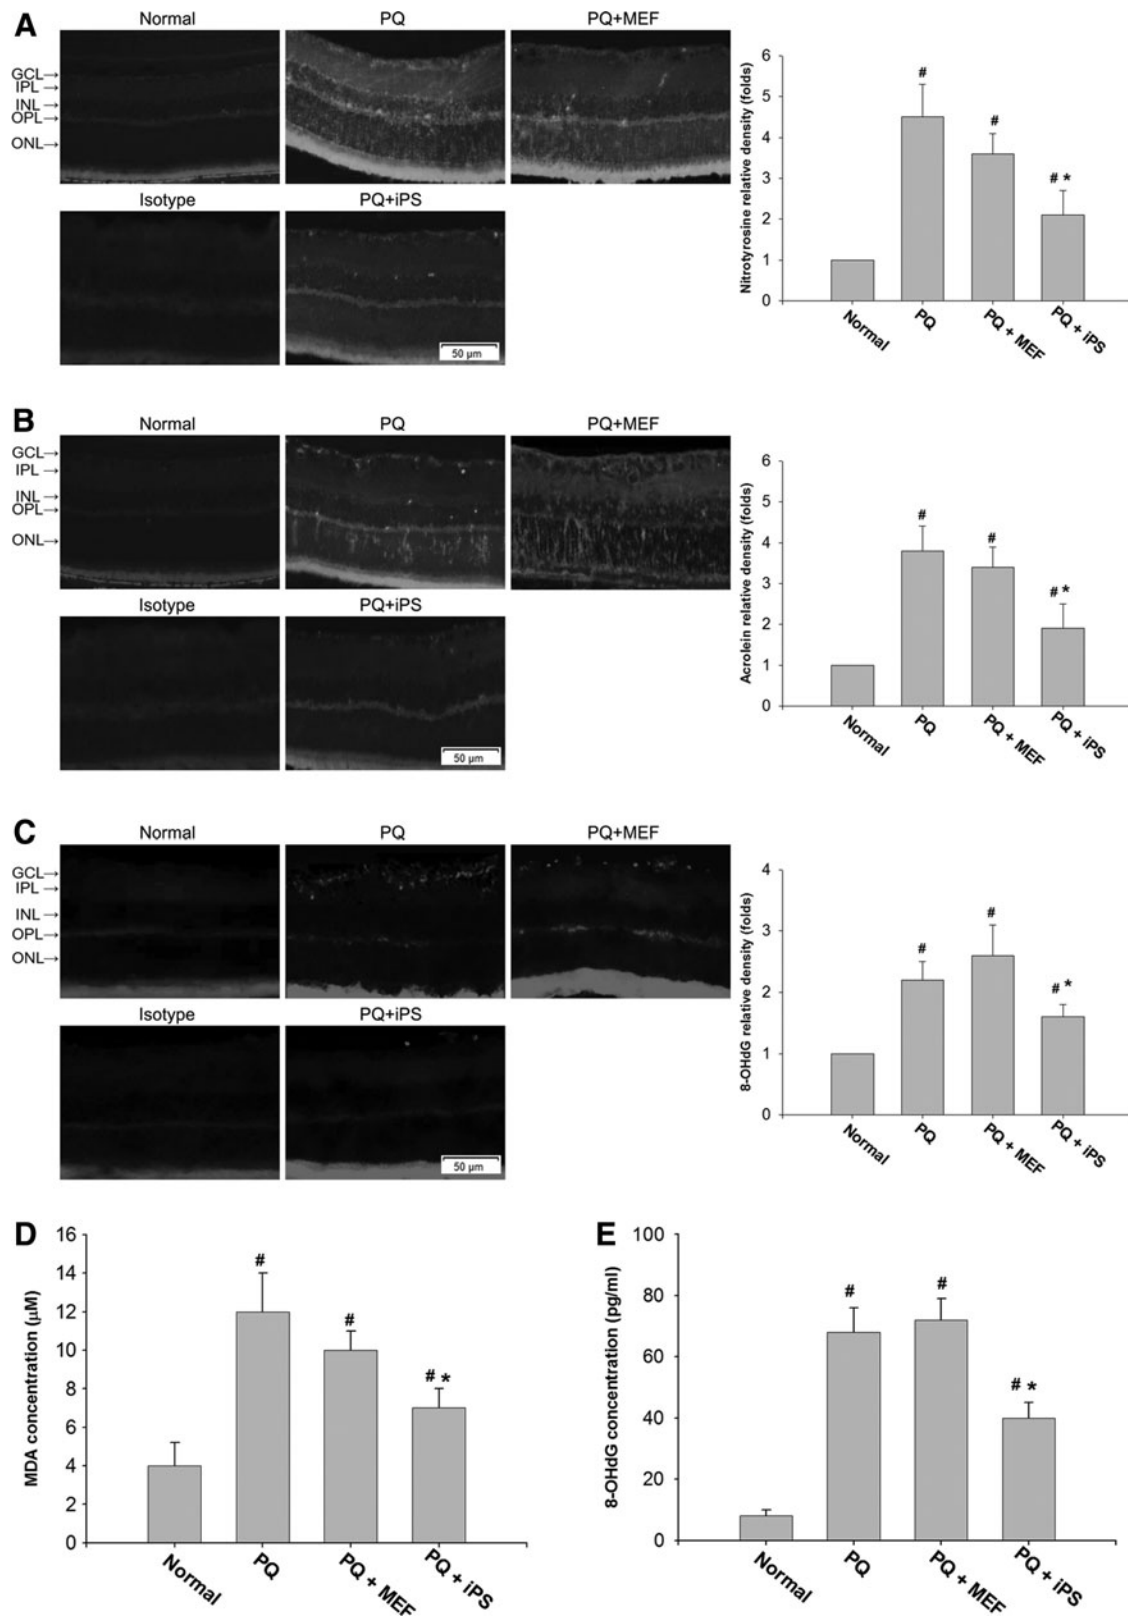 A
Normal
PQ
PQ+MEF
GCL→
IPL→
INL→
OPL→
ONL→
Isotype
PQ+iPS
50 µm
Nitrotyrosine relative density (folds)
6
5
4
3
2
1
0
#
#
# *
Normal
PQ
PQ + MEF
PQ + iPS
B
Normal
PQ
PQ+MEF
GCL→
IPL→
INL→
OPL→
ONL→
Isotype
PQ+iPS
50 µm
Acrolein relative density (folds)
6
5
4
3
2
1
0
#
#
# *
Normal
PQ
PQ + MEF
PQ + iPS
C
Normal
PQ
PQ+MEF
GCL→
IPL→
INL→
OPL→
ONL→
Isotype
PQ+iPS
50 µm
8-OHdG relative density (folds)
4
3
2
1
0
#
#
# *
Normal
PQ
PQ + MEF
PQ + iPS
D
MDA concentration (µM)
16
14
12
10
8
6
4
2
0
#
#
# *
Normal
PQ
PQ + MEF
PQ + iPS
E
8-OHdG concentration (pg/ml)
100
80
60
40
20
0
#
#
# *
Normal
PQ
PQ + MEF
PQ + iPS